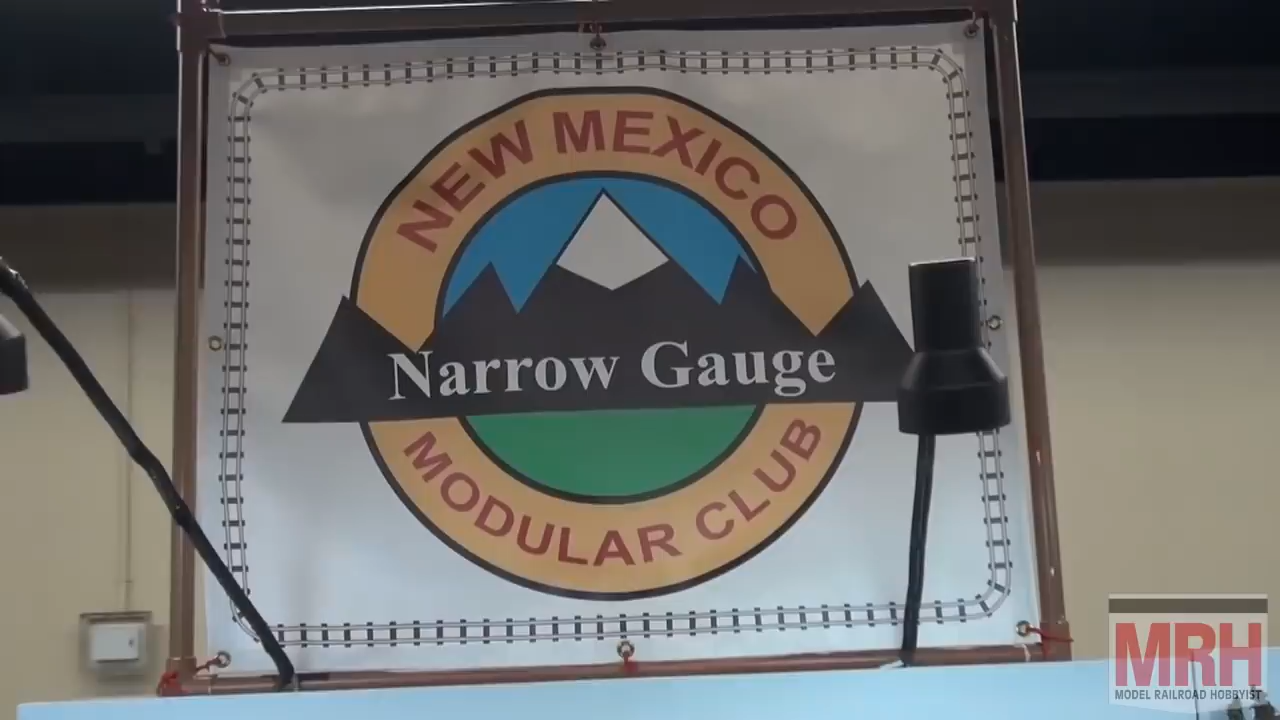 NEW MEXICO
Narrow Gauge
MODULAR CLUB
MRH
MODEL RAILROAD HOBBYIST